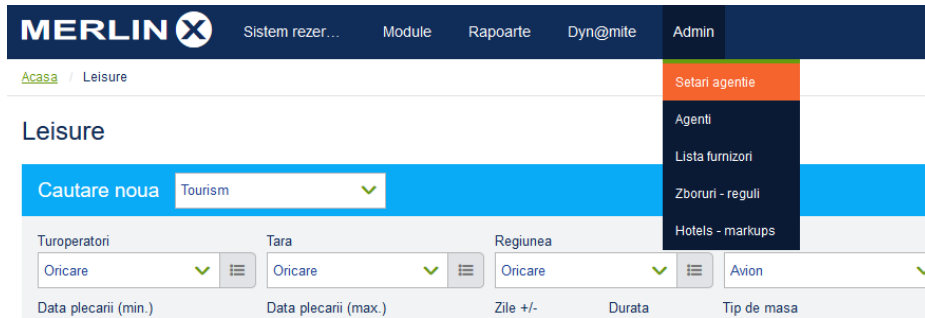 MERLIN X Sistem rezer... Module Rapoarte Dyn@mite Admin
Acasa / Leisure
Setari agentie
Leisure
Agenti
Lista furnizori
Cautare noua Tourism
Zboruri - reguli
Hotels - markups
Turoperatori Tara Regiunea
Oricare Oricare Oricare Avion
Data plecarii (min.) Data plecarii (max.) Zile +/- Durata Tip de masa